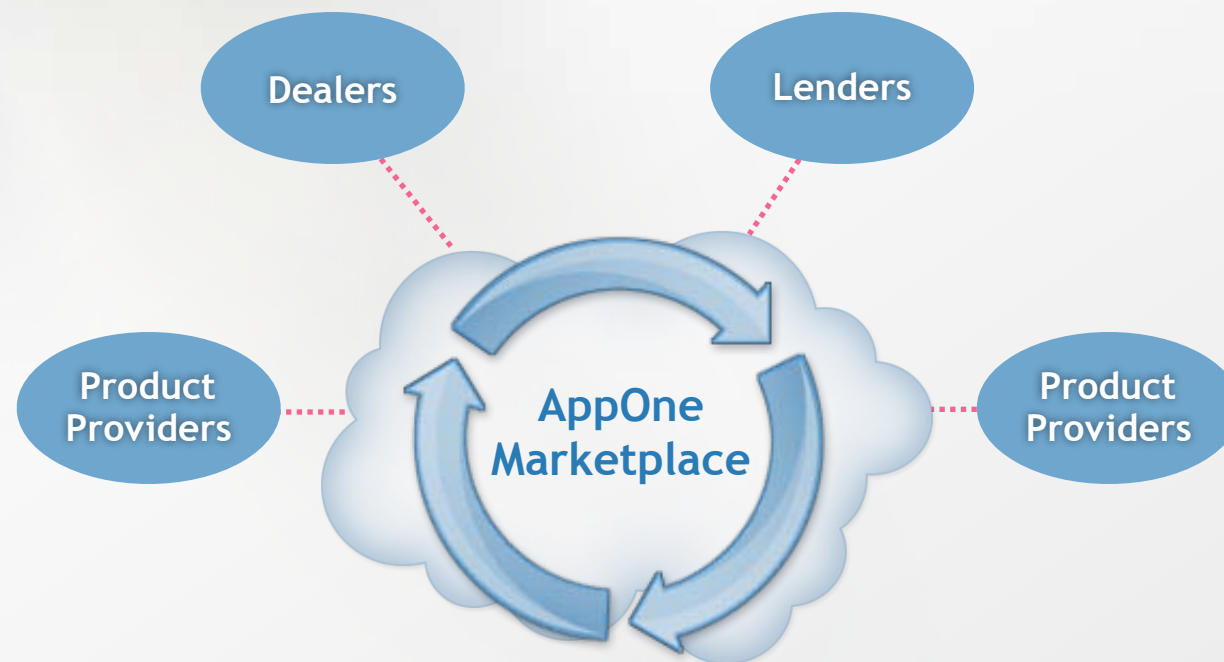 Dealers
Lenders
Product
Providers
AppOne
Marketplace
Product
Providers